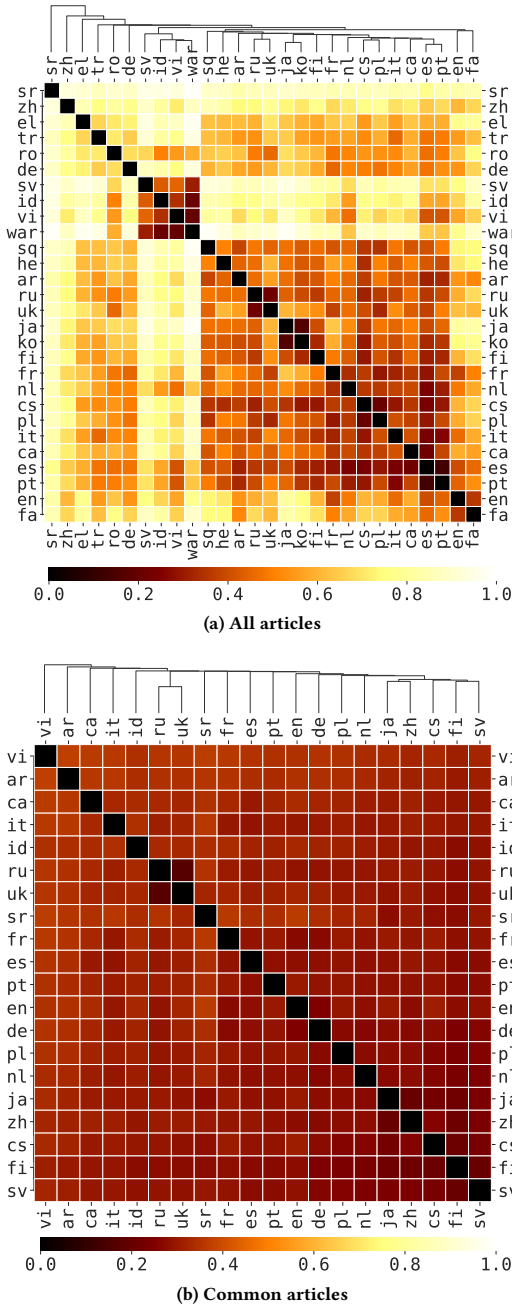 sr zh el tr ro de sv id vi war sq he ar ru uk ja ko fi fr nl cs pl it ca es pt en fa
sr sr
zh zh
el el
tr tr
ro ro
de de
sv sv
id id
vi vi
war war
sq sq
he he
ar ar
ru ru
uk uk
ja ja
ko ko
fi fi
fr fr
nl nl
cs cs
pl pl
it it
ca ca
es es
pt pt
en en
fa fa
sr zh el tr ro de sv id vi war sq he ar ru uk ja ko fi fr nl cs pl it ca es pt en fa
0.0 0.2 0.4 0.6 0.8 1.0
(a) All articles
vi ar ca it id ru uk sr fr es pt en de pl nl ja zh cs fi sv
vi vi
ar ar
ca ca
it it
id id
ru ru
uk uk
sr sr
fr fr
es es
pt pt
en en
de de
pl pl
nl nl
ja ja
zh zh
cs cs
fi fi
sv sv
vi ar ca it id ru uk sr fr es pt en de pl nl ja zh cs fi sv
0.0 0.2 0.4 0.6 0.8 1.0
(b) Common articles